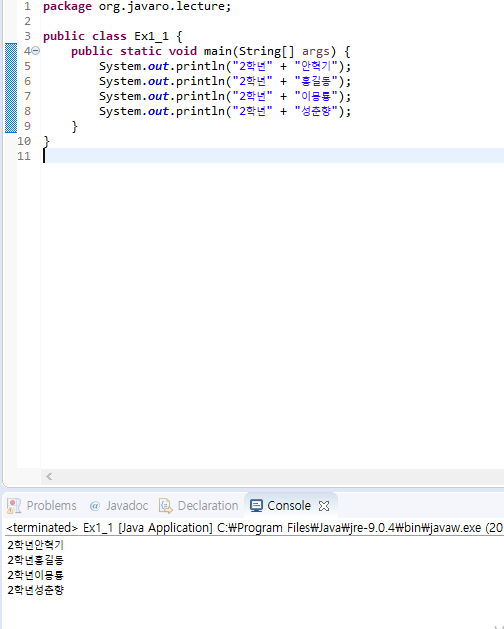 1 package org.javaro.lecture;
2
3 public class Ex1_1 {
4 public static void main(String[] args) {
5 System.out.println("2학년" + "안혁기");
6 System.out.println("2학년" + "홍길동");
7 System.out.println("2학년" + "이몽룡");
8 System.out.println("2학년" + "성춘향");
9 }
10 }
11
Problems @ Javadoc Declaration Console
<terminated> Ex1_1 [Java Application] C:₩Program Files₩Java₩jre-9.0.4₩bin₩javaw.exe (20
2학년안혁기
2학년홍길동
2학년이몽룡
2학년성춘향